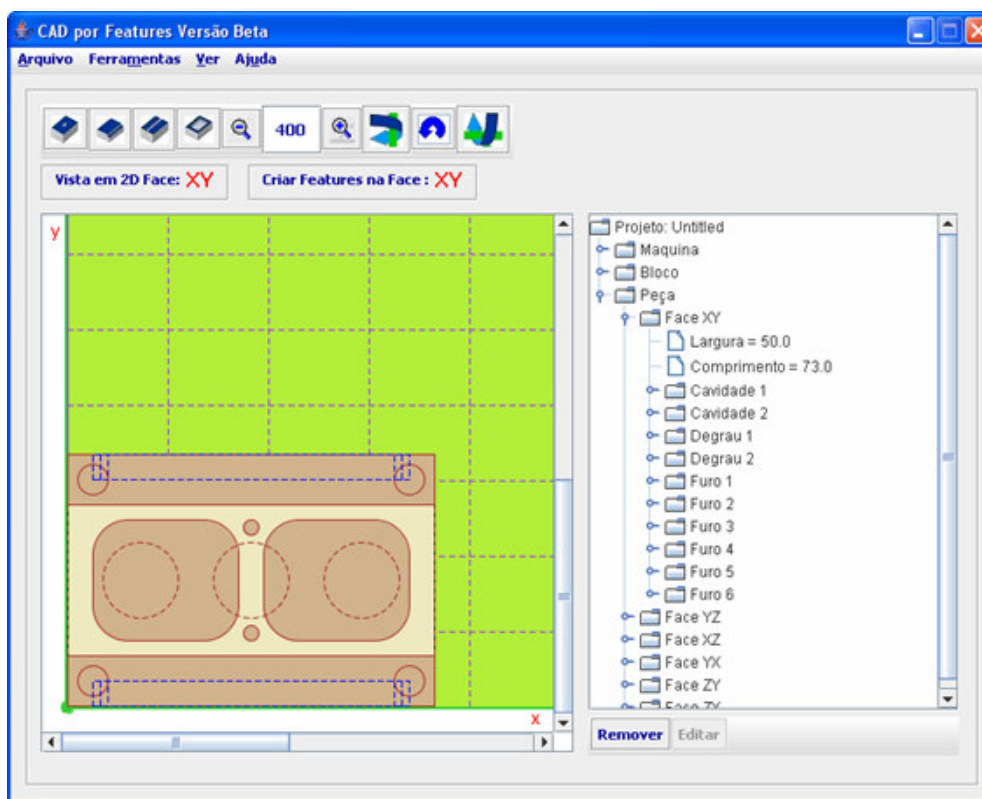 CAD por Features Versão Beta
Arquivo Ferramentas Ver Ajuda
400
Vista em 2D Face: XY Criar Features na Face : XY
y
x
Projeto: Untitled
Maquina
Bloco
Peça
Face XY
Largura = 50.0
Comprimento = 73.0
Cavidade 1
Cavidade 2
Degrau 1
Degrau 2
Furo 1
Furo 2
Furo 3
Furo 4
Furo 5
Furo 6
Face YZ
Face XZ
Face YX
Face ZY
Remover Editar